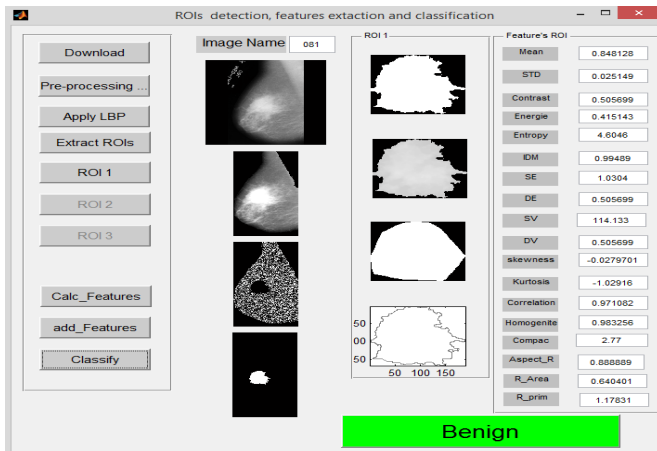 ROIs detection, features extaction and classification
Download
Pre-processing ...
Apply LBP
Extract ROIs
ROI 1
ROI 2
ROI 3
Calc_Features
add_Features
Classify
Image Name 081
ROI 1
50
00
50
50 100 150
Feature's ROI
Mean 0.848128
STD 0.025149
Contrast 0.505699
Energie 0.415143
Entropy 4.6046
IDM 0.99489
SE 1.0304
DE 0.505699
SV 114.133
DV 0.505699
skewness -0.0279701
Kurtosis -1.02916
Correlation 0.971082
Homogenite 0.983256
Compac 2.77
Aspect_R 0.888889
R_Area 0.640401
R_prim 1.17831
Benign